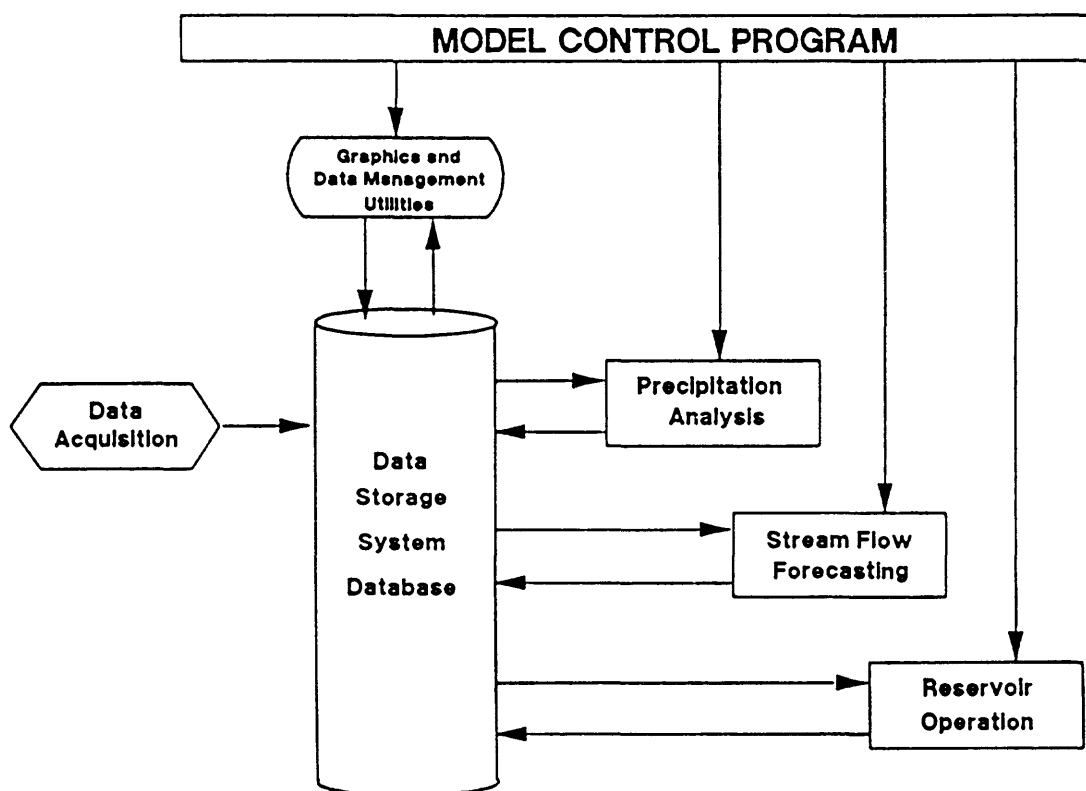 MODEL CONTROL PROGRAM
Graphics and
Data Management
Utilities
Data
Acquisition
Data
Storage
System
Database
Precipitation
Analysis
Stream Flow
Forecasting
Reservoir
Operation